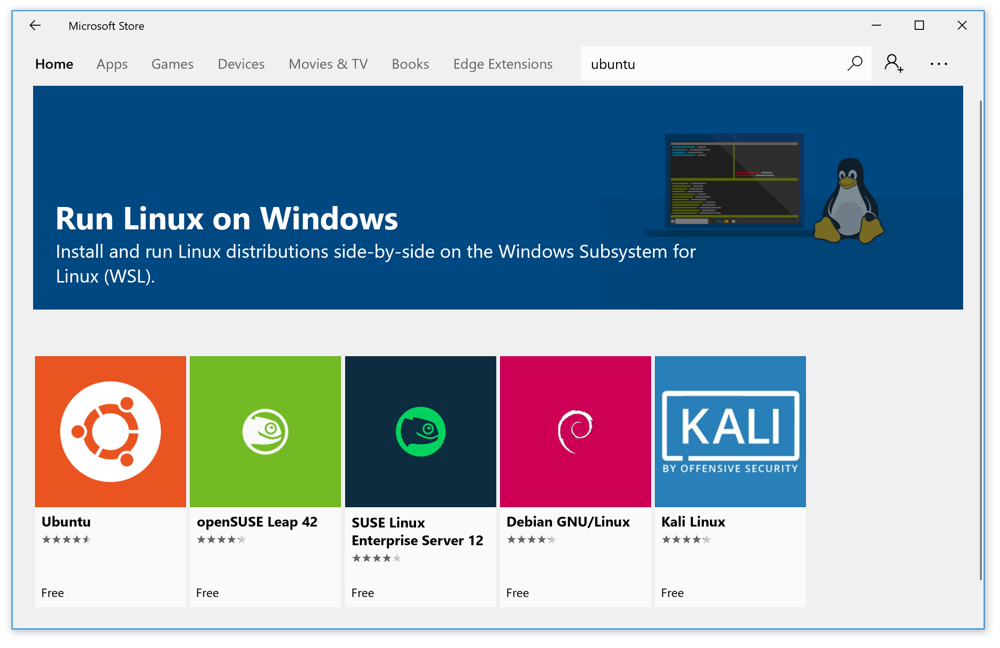 Microsoft Store
Home Apps Games Devices Movies & TV Books Edge Extensions ubuntu
Run Linux on Windows
Install and run Linux distributions side-by-side on the Windows Subsystem for
Linux (WSL).
KALI
BY OFFENSIVE SECURITY
Ubuntu
Free
openSUSE Leap 42
Free
SUSE Linux
Enterprise Server 12
Free
Debian GNU/Linux
Free
Kali Linux
Free